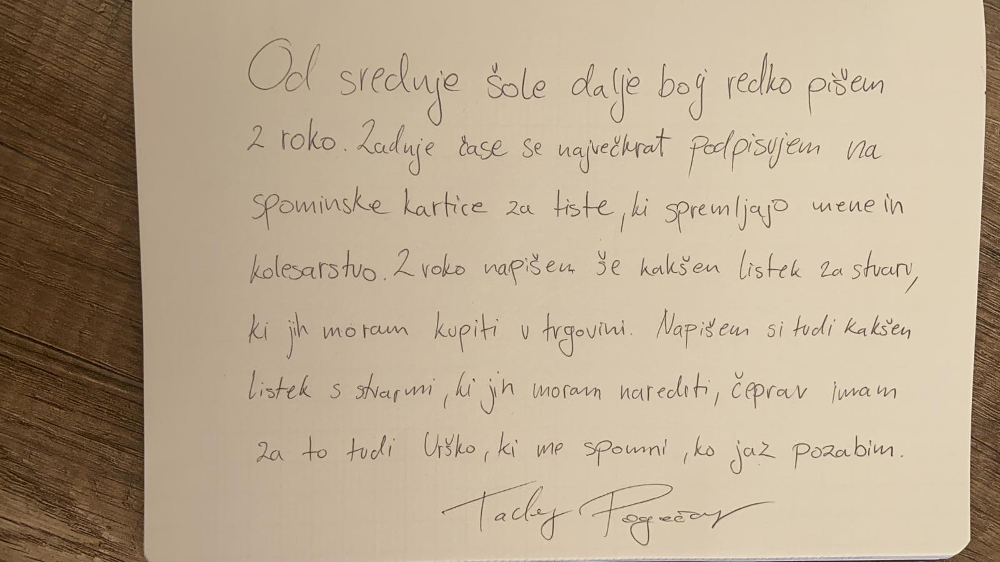 Od srednje šole dalje bolj redko pišem
z roko. Zadnje čase se največkrat podpisujem na
spominske kartice za tiste, ki spremljajo mene in
kolesarstvo. Z roko napišem še kakšen listek za stvari,
ki jih moram kupiti v trgovini. Napišem si tudi kakšen
listek s stvarmi, ki jih moram narediti, čeprav imam
za to tudi Urško, ki me spomni, ko jaz pozabim.
Tadej Pogačar